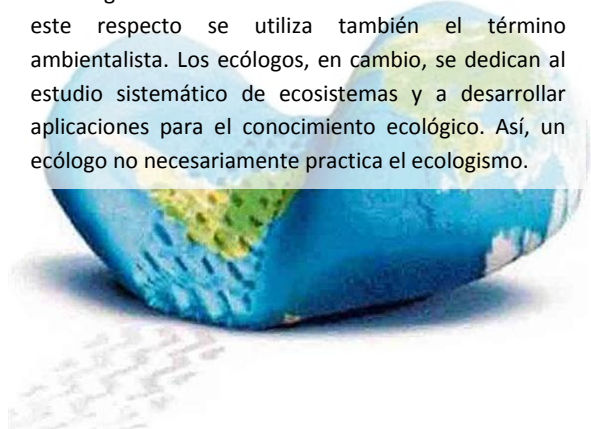 este respecto se utiliza también el término
ambientalista. Los ecólogos, en cambio, se dedican al
estudio sistemático de ecosistemas y a desarrollar
aplicaciones para el conocimiento ecológico. Así, un
ecólogo no necesariamente practica el ecologismo.